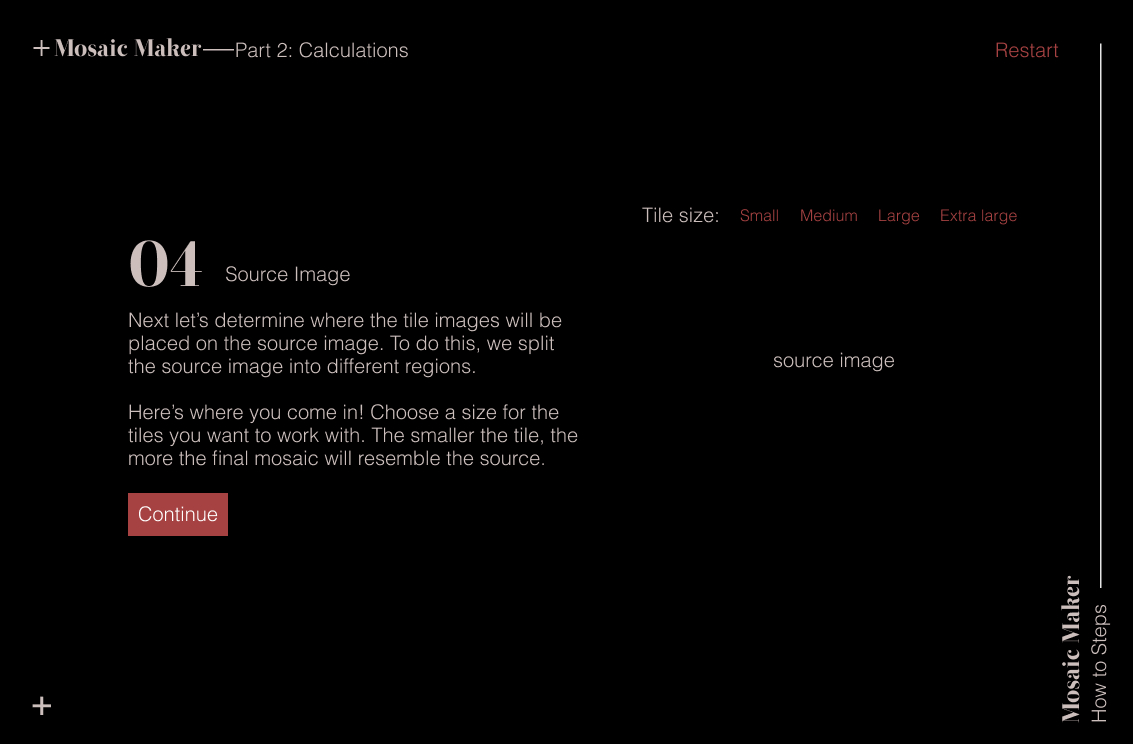 + Mosaic Maker—Part 2: Calculations
Restart
Tile size: Small Medium Large Extra large
04 Source Image
Next let’s determine where the tile images will be
placed on the source image. To do this, we split
the source image into different regions.
source image
Here’s where you come in! Choose a size for the
tiles you want to work with. The smaller the tile, the
more the final mosaic will resemble the source.
Continue
Mosaic Maker
How to Steps
+